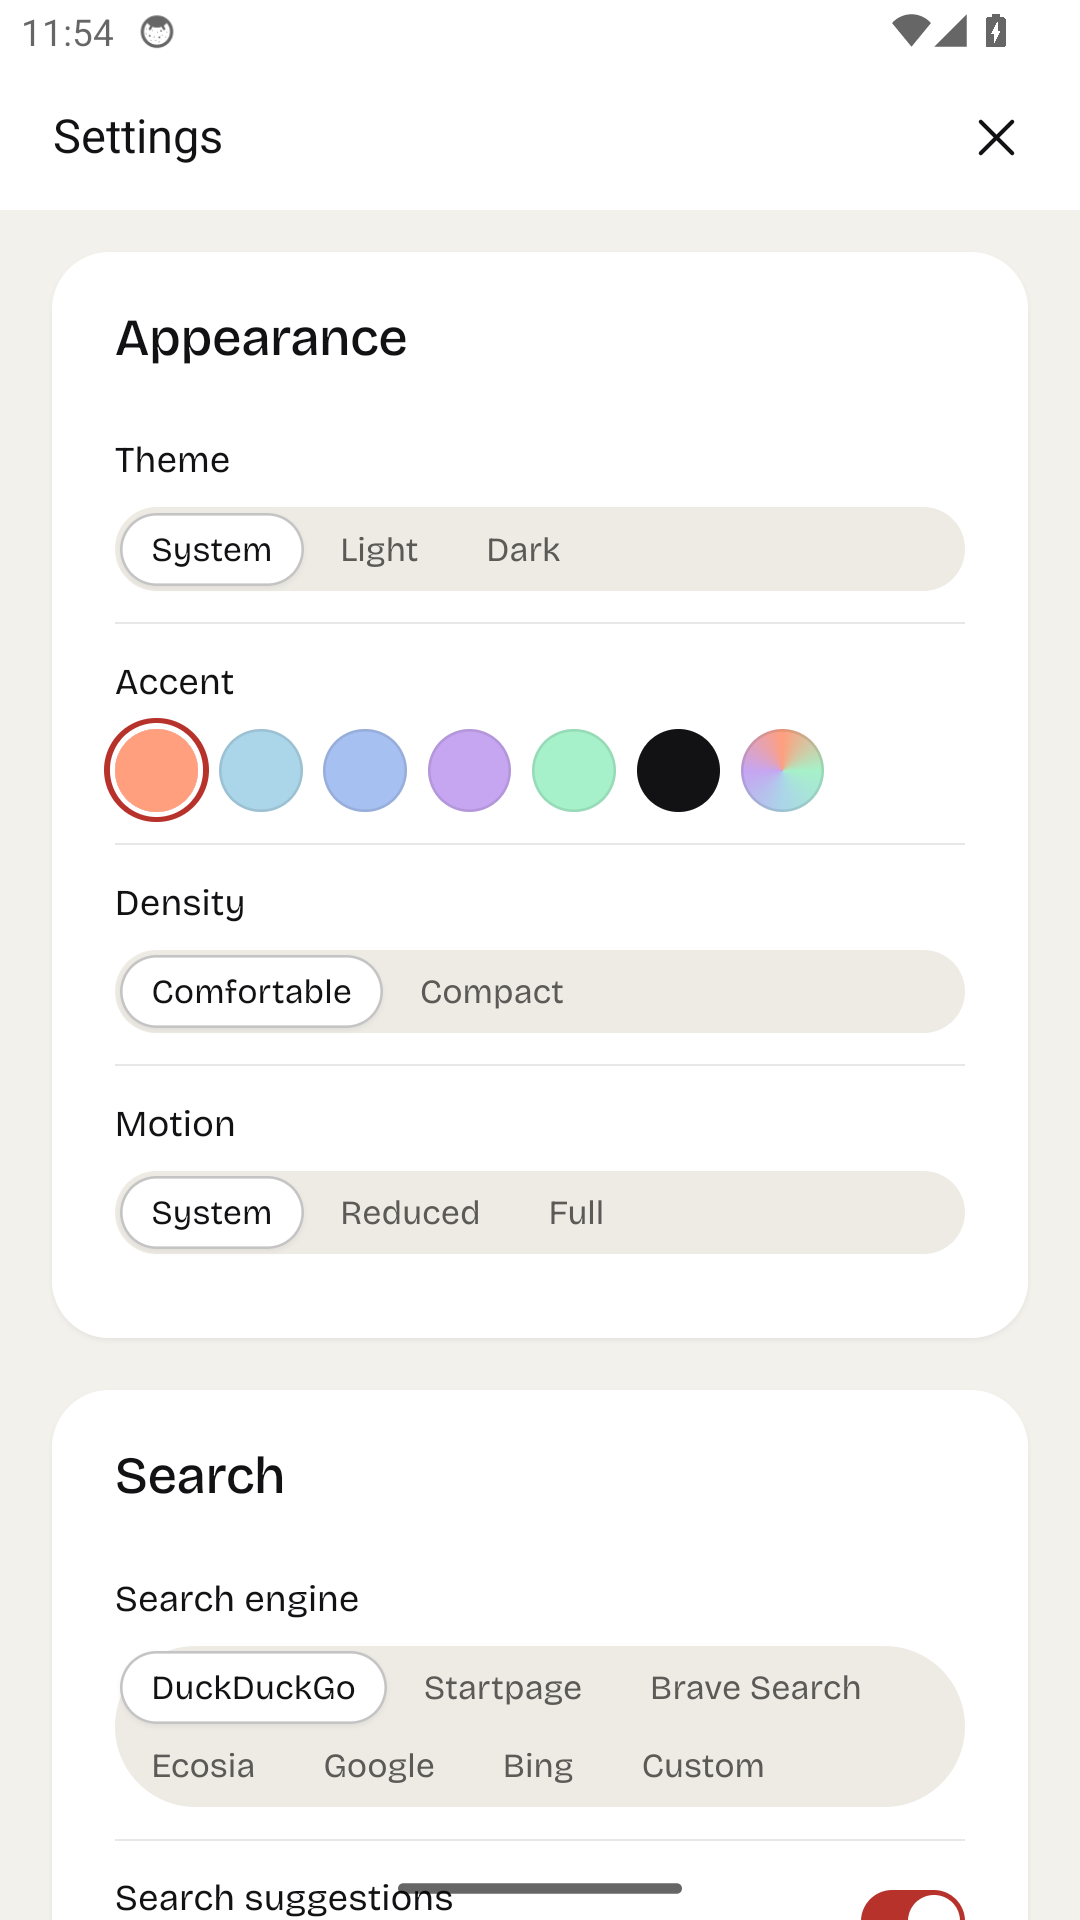 11:54
Settings
Appearance
Theme
System Light Dark
Accent
Density
Comfortable Compact
Motion
System Reduced Full
Search
Search engine
DuckDuckGo Startpage Brave Search
Ecosia Google Bing Custom
Search suggestions